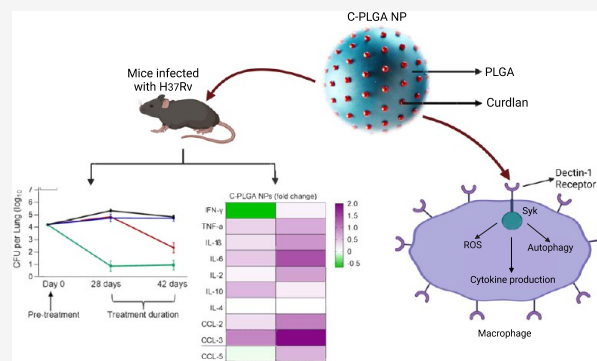 C-PLGA NP
PLGA
Curdlan
Mice infected
with H37Rv
Dectin-1
Receptor
Syk
ROS
Autophagy
Cytokine production
Macrophage
CFU per Lung (log10
7
6
5
4
3
2
1
0
Day 0
28 days
42 days
Pre-treatment
Treatment duration
C-PLGA NPs (fold change)
IFN-γ
TNF-a
IL-6
IL-2
IL-10
IL-4
CCL-2
CCL-3
CCL-5
2.0
1.5
1.0
0.5
0
-0.5